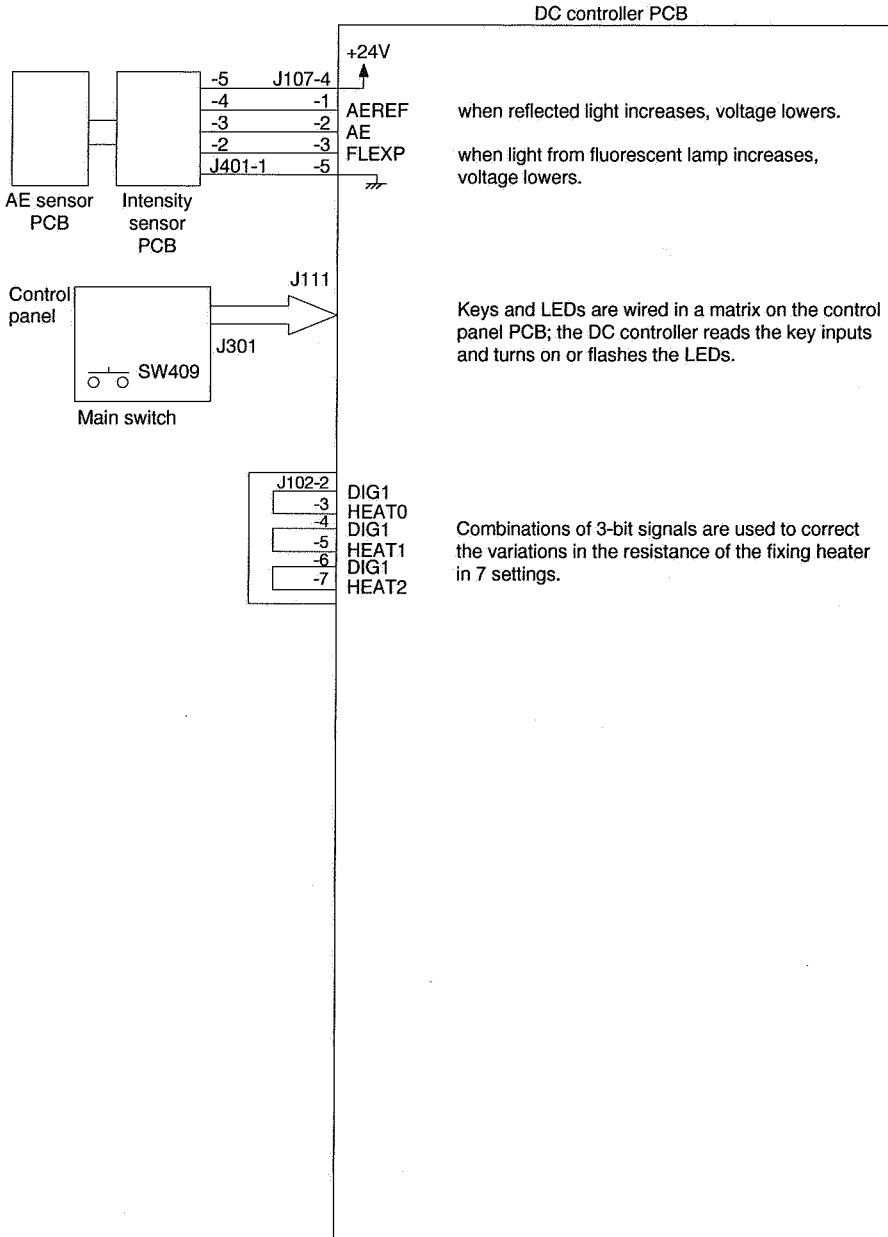 DC controller PCB
+24V
-5 J107-4
-4 -1 AEREF when reflected light increases, voltage lowers.
-3 -2 AE
-2 -3 FLEXP when light from fluorescent lamp increases,
voltage lowers.
J401-1 -5
AE sensor
PCB
Intensity
sensor
PCB
Control
panel
J111
J301
SW409
Main switch
Keys and LEDs are wired in a matrix on the control
panel PCB; the DC controller reads the key inputs
and turns on or flashes the LEDs.
J102-2 DIG1
-3 HEAT0
-4 DIG1
-5 HEAT1
-6 DIG1
-7 HEAT2
Combinations of 3-bit signals are used to correct
the variations in the resistance of the fixing heater
in 7 settings.